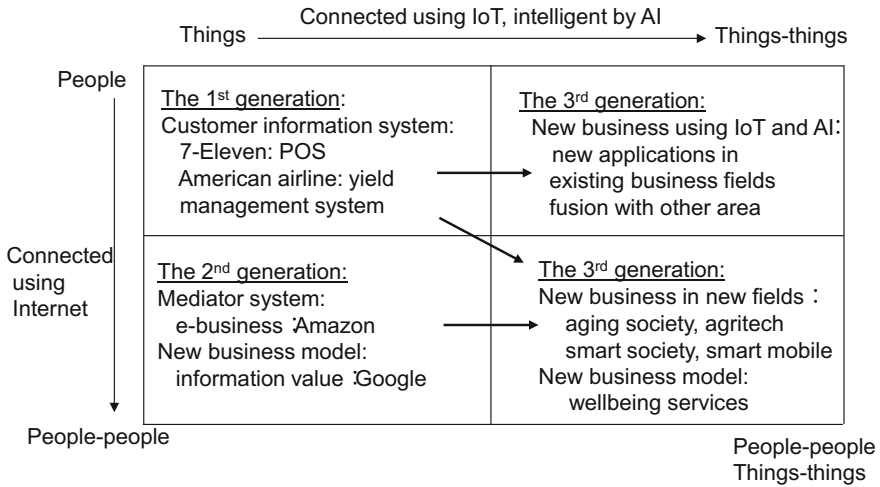 Connected using IoT, intelligent by AI
Things
Things-things
People
The 1st generation:
Customer information system:
7-Eleven: POS
American airline: yield
management system
The 3rd generation:
New business using IoT and AI:
new applications in
existing business fields
fusion with other area
Connected
using
Internet
The 2nd generation:
Mediator system:
e-business :Amazon
New business model:
information value :Google
The 3rd generation:
New business in new fields :
aging society, agritech
smart society, smart mobile
New business model:
wellbeing services
People-people
People-people
Things-things